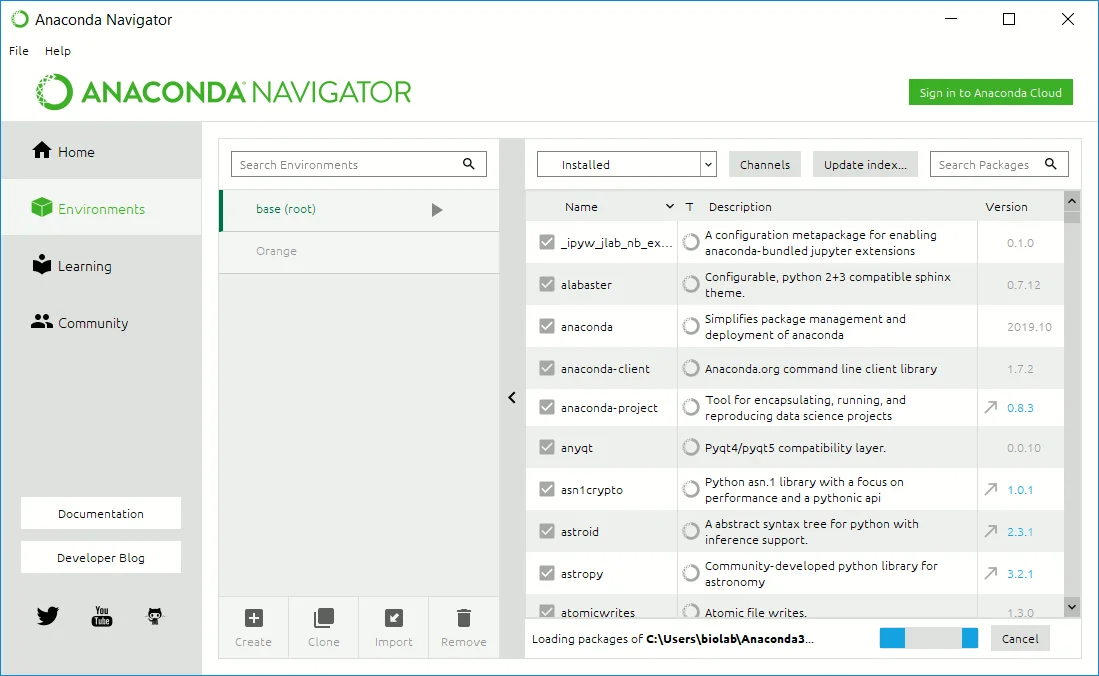 Anaconda Navigator
File Help
ANACONDA NAVIGATOR
Sign in to Anaconda Cloud
Home
Environments
Learning
Community
Documentation
Developer Blog
You Tube
Search Environments
base (root)
Orange
Create Clone Import Remove
Installed Channels Update index... Search Packages
Name T Description Version
_ipyw_jlab_nb_ex... A configuration metapackage for enabling
anaconda-bundled jupyter extensions 0.1.0
alabaster Configurable, python 2+3 compatible sphinx
theme. 0.7.12
anaconda Simplifies package management and
deployment of anaconda 2019.10
anaconda-client Anaconda.org command line client library 1.7.2
anaconda-project Tool for encapsulating, running, and
reproducing data science projects 0.8.3
anyqt Pyqt4/pyqt5 compatibility layer. 0.0.10
asn1crypto Python asn.1 library with a focus on
performance and a pythonic api 1.0.1
astroid A abstract syntax tree for python with
inference support. 2.3.1
astropy Community-developed python library for
astronomy 3.2.1
atomicwrites Atomic file writes. 1.3.0
Loading packages of C:\Users\biolab\Anaconda3... Cancel